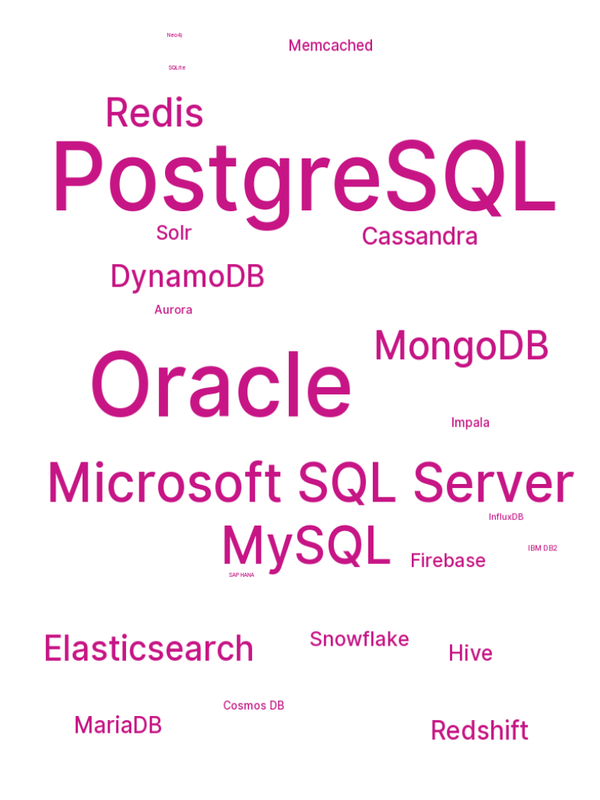 Neo4j
Memcached
SQLite
Redis
PostgreSQL
Solr
Cassandra
DynamoDB
Aurora
MongoDB
Oracle
Impala
Microsoft SQL Server
InfluxDB
MySQL
IBM DB2
Firebase
SAP HANA
Snowflake
Elasticsearch
Hive
Cosmos DB
MariaDB
Redshift